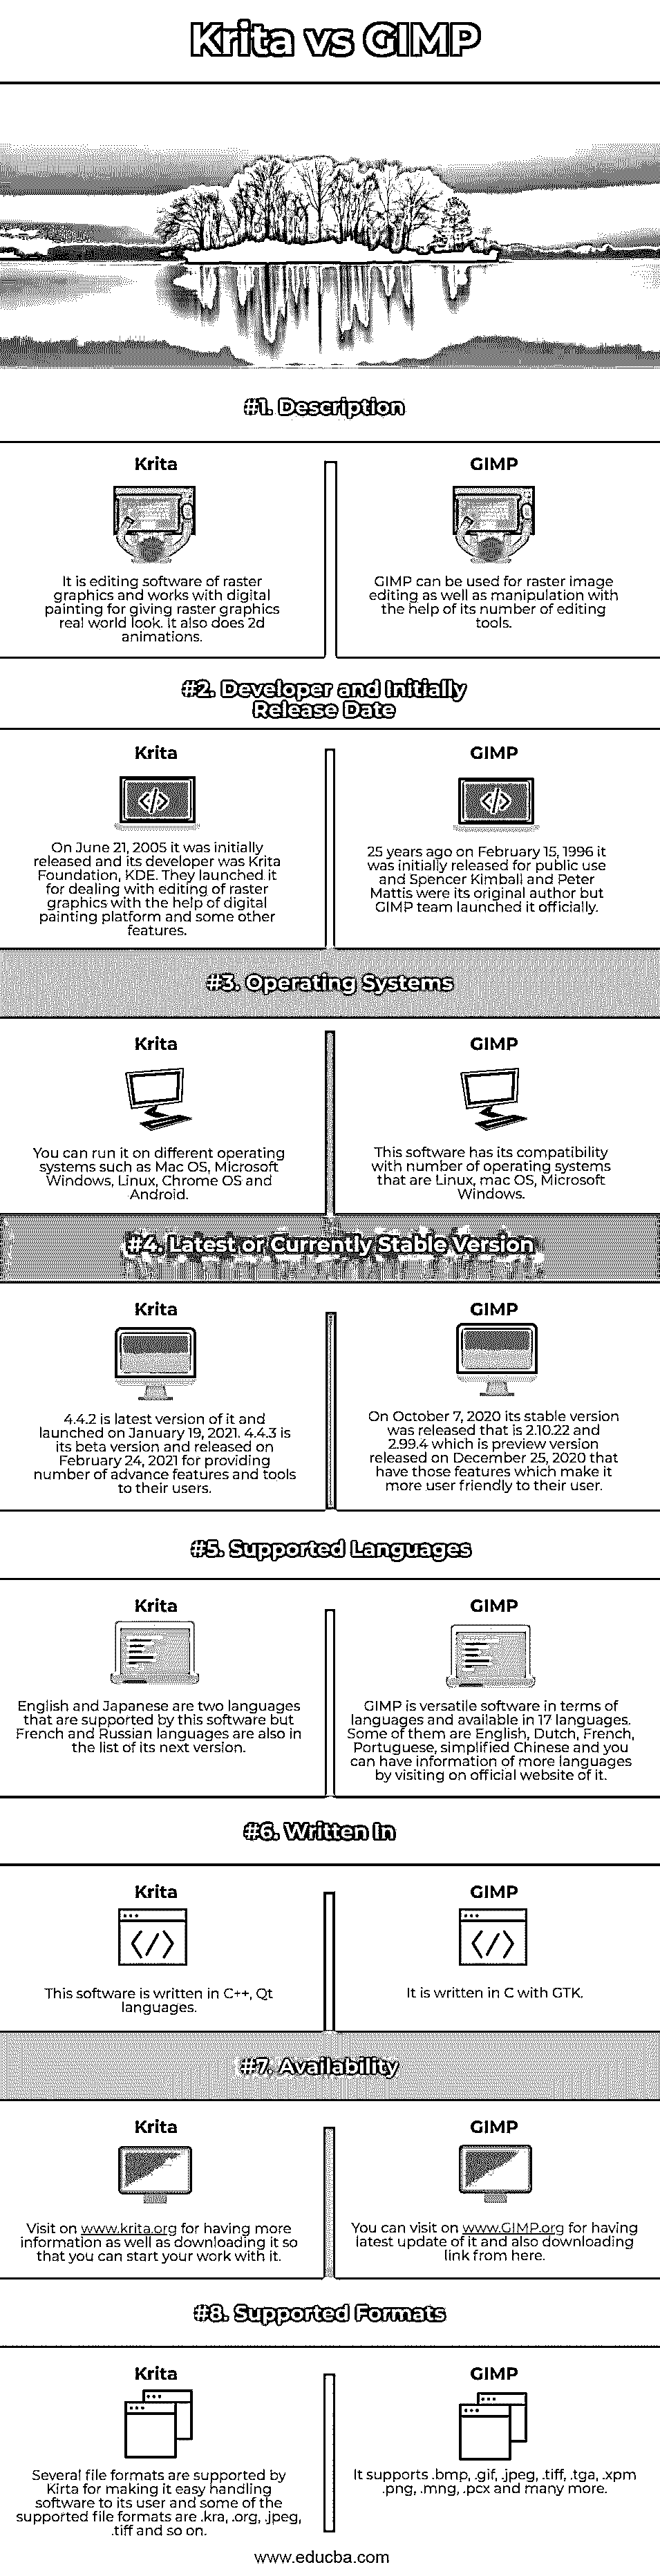 Krita vs GIMP
#1. Description
Krita
It is editing software of raster
graphics and works with digital
painting for giving raster graphics
real world look. it also does 2d
animations.
GIMP
GIMP can be used for raster image
editing as well as manipulation with
the help of its number of editing
tools.
#2. Developer and Initially
Release Date
Krita
On June 21, 2005 it was initially
released and its developer was Krita
Foundation, KDE. They launched it
for dealing with editing of raster
graphics with the help of digital
painting platform and some other
features.
GIMP
25 years ago on February 15, 1996 it
was initially released for public use
and Spencer Kimball and Peter
Mattis were its original author but
GIMP team launched it officially.
#3. Operating Systems
Krita
You can run it on different operating
systems such as Mac OS, Microsoft
Windows, Linux, Chrome OS and
Android.
GIMP
This software has its compatibility
with number of operating systems
that are Linux, mac OS, Microsoft
Windows.
#4. Latest or Currently Stable Version
Krita
4.4.2 is latest version of it and
launched on January 19, 2021. 4.4.3 is
its beta version and released on
February 24, 2021 for providing
number of advance features and tools
to their users.
GIMP
On October 7, 2020 its stable version
was released that is 2.10.22 and
2.99.4 which is preview version
released on December 25, 2020 that
have those features which make it
more user friendly to their user.
#5. Supported Languages
Krita
English and Japanese are two languages
that are supported by this software but
French and Russian languages are also in
the list of its next version.
GIMP
GIMP is versatile software in terms of
languages and available in 17 languages.
Some of them are English, Dutch, French,
Portuguese, simplified Chinese and you
can have information of more languages
by visiting on official website of it.
#6. Written In
Krita
This software is written in C++, Qt
languages.
GIMP
It is written in C with GTK.
#7. Availability
Krita
Visit on www.krita.org for having more
information as well as downloading it so
that you can start your work with it.
GIMP
You can visit on www.GIMP.org for having
latest update of it and also downloading
link from here.
#8. Supported Formats
Krita
Several file formats are supported by
Kirta for making it easy handling
software to its user and some of the
supported file formats are .kra, .org, .jpeg,
.tiff and so on.
GIMP
It supports .bmp, .gif, .jpeg, .tiff, .tga, .xpm
.png, .mng, .pcx and many more.
www.educba.com